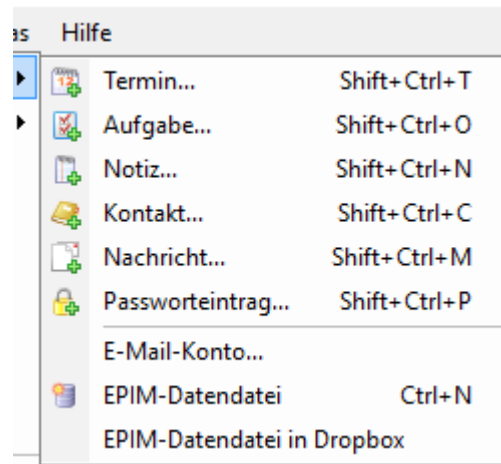 as Hilfe
Termin... Shift+Ctrl+T
Aufgabe... Shift+Ctrl+O
Notiz... Shift+Ctrl+N
Kontakt... Shift+Ctrl+C
Nachricht... Shift+Ctrl+M
Passworteintrag... Shift+Ctrl+P
E-Mail-Konto...
EPIM-Datendatei Ctrl+N
EPIM-Datendatei in Dropbox